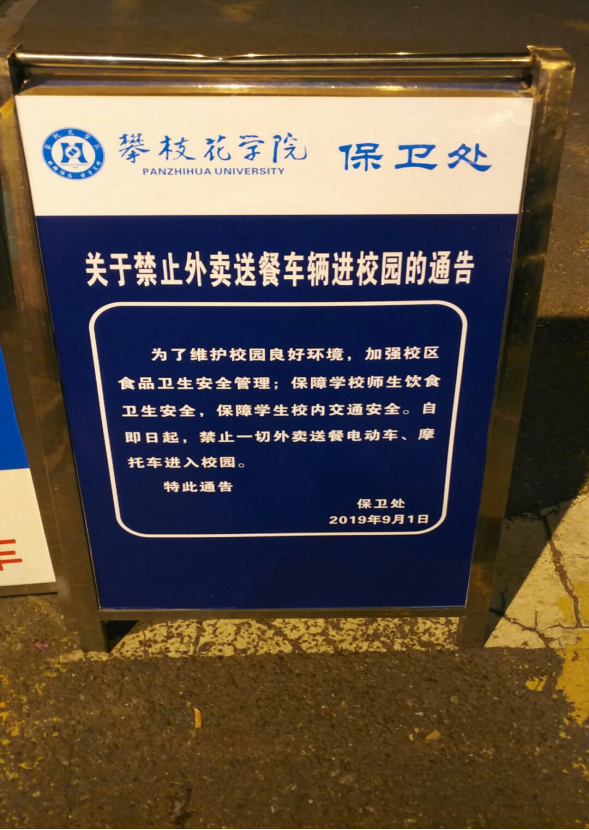 攀枝花学院 保卫处
PANZHIHUA UNIVERSITY
关于禁止外卖送餐车辆进校园的通告
为了维护校园良好环境，加强校区
食品卫生安全管理；保障学校师生饮食
卫生安全，保障学生校内交通安全。自
即日起，禁止一切外卖送餐电动车、摩
托车进入校园。
特此通告
保卫处
2019年9月1日